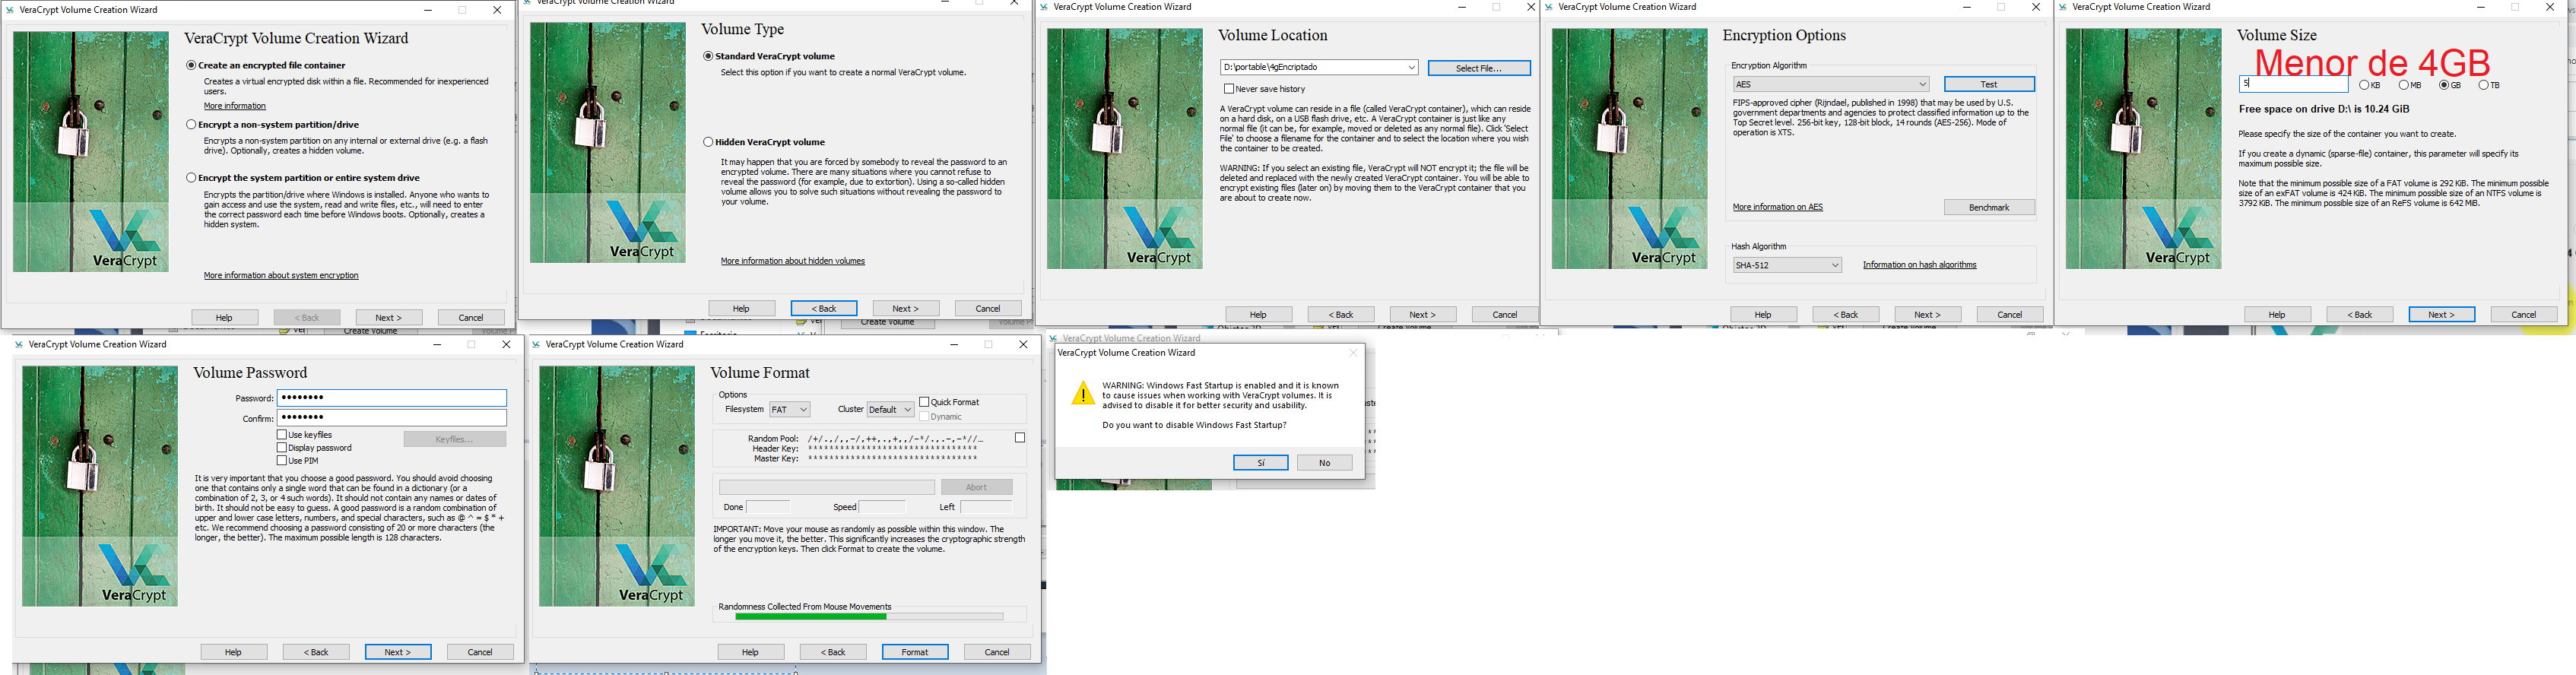 VeraCrypt Volume Creation Wizard
VeraCrypt Volume Creation Wizard
Create an encrypted file container
Creates a virtual encrypted disk within a file. Recommended for inexperienced
users.
More information
Encrypt a non-system partition/drive
Encrypts a non-system partition on any internal or external drive (e.g. a flash
drive). Optionally, creates a hidden volume.
Encrypt the system partition or entire system drive
Encrypts the partition/drive where Windows is installed. Anyone who wants to
gain access and use the system, read and write files, etc., will need to enter
the correct password each time before Windows boots. Optionally, creates a
hidden system.
More information about system encryption
VeraCrypt
Help
< Back
Next >
Cancel
VeraCrypt Volume Creation Wizard
Volume Type
Standard VeraCrypt volume
Select this option if you want to create a normal VeraCrypt volume.
Hidden VeraCrypt volume
It may happen that you are forced by somebody to reveal the password to an
encrypted volume. There are many situations where you cannot refuse to
reveal the password (for example, due to extortion). Using a so-called hidden
volume allows you to solve such situations without revealing the password to
your volume.
More information about hidden volumes
VeraCrypt
Help
< Back
Next >
Cancel
VeraCrypt Volume Creation Wizard
Volume Location
D:\portable\4gEncriptado
Select File...
Never save history
A VeraCrypt volume can reside in a file (called VeraCrypt container), which can reside
on a hard disk, on a USB flash drive, etc. A VeraCrypt container is just like any
normal file (it can be, for example, moved or deleted as any normal file). Click 'Select
File' to choose a filename for the container and to select the location where you wish
the container to be created.
WARNING: If you select an existing file, VeraCrypt will NOT encrypt it; the file will be
deleted and replaced with the newly created VeraCrypt container. You will be able to
encrypt existing files (later on) by moving them to the VeraCrypt container that you
are about to create now.
VeraCrypt
Help
< Back
Next >
Cancel
VeraCrypt Volume Creation Wizard
Encryption Options
Encryption Algorithm
AES
Test
FIPS-approved cipher (Rijndael, published in 1998) that may be used by U.S.
government departments and agencies to protect classified information up to the
Top Secret level. 256-bit key, 128-bit block, 14 rounds (AES-256). Mode of
operation is XTS.
More information on AES
Benchmark
Hash Algorithm
SHA-512
Information on hash algorithms
VeraCrypt
Help
< Back
Next >
Cancel
VeraCrypt Volume Creation Wizard
Volume Size
Menor de 4GB
5
KB
MB
GB
TB
Free space on drive D:\ is 10.24 GiB
Please specify the size of the container you want to create.
If you create a dynamic (sparse-file) container, this parameter will specify its
maximum possible size.
Note that the minimum possible size of a FAT volume is 292 KiB. The minimum possible
size of an exFAT volume is 424 KiB. The minimum possible size of an NTFS volume is
3792 KiB. The minimum possible size of an ReFS volume is 642 MiB.
VeraCrypt
Help
< Back
Next >
Cancel
Create Volume
VeraCrypt Volume Creation Wizard
Volume Password
Password: ••••••••
Confirm: ••••••••
Use keyfiles
Keyfiles...
Display password
Use PIM
It is very important that you choose a good password. You should avoid choosing
one that contains only a single word that can be found in a dictionary (or a
combination of 2, 3, or 4 such words). It should not contain any names or dates of
birth. It should not be easy to guess. A good password is a random combination of
upper and lower case letters, numbers, and special characters, such as @ ^ = $ * +
etc. We recommend choosing a password consisting of 20 or more characters (the
longer, the better). The maximum possible length is 128 characters.
VeraCrypt
Help
< Back
Next >
Cancel
VeraCrypt Volume Creation Wizard
Volume Format
Options
Filesystem FAT
Cluster Default
Quick Format
Dynamic
Random Pool: /+/.,/,,-/,++,.,+,,/-*/.,.-,-*//...
Header Key: ********************************
Master Key: ********************************
Abort
Done
Speed
Left
IMPORTANT: Move your mouse as randomly as possible within this window. The
longer you move it, the better. This significantly increases the cryptographic strength
of the encryption keys. Then click Format to create the volume.
Randomness Collected From Mouse Movements
VeraCrypt
Help
< Back
Format
Cancel
VeraCrypt Volume Creation Wizard
VeraCrypt Volume Creation Wizard
WARNING: Windows Fast Startup is enabled and it is known
to cause issues when working with VeraCrypt volumes. It is
advised to disable it for better security and usability.
Do you want to disable Windows Fast Startup?
Sí
No